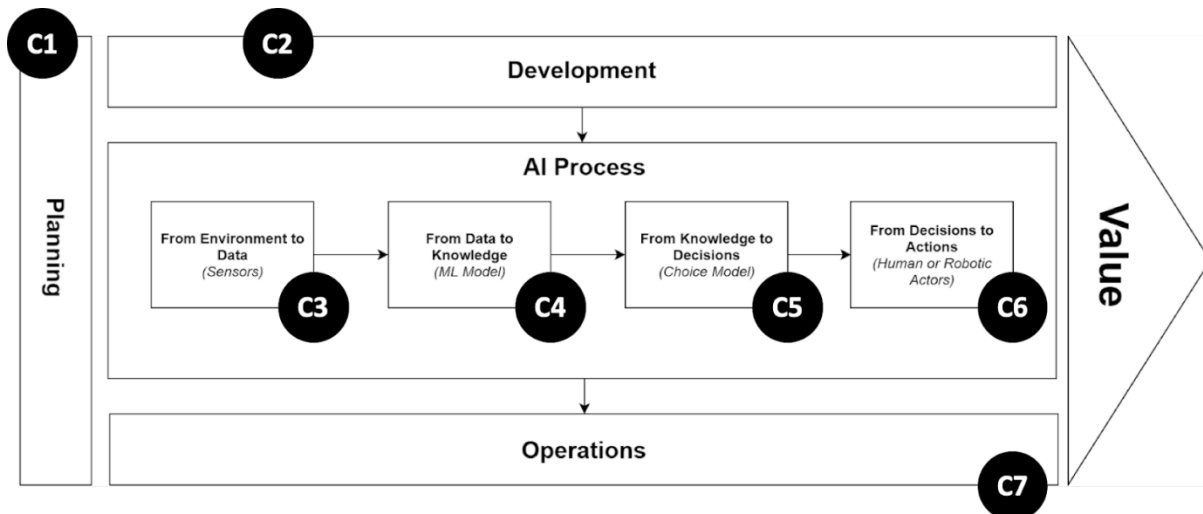 C1
C2
Development
Planning
AI Process
From Environment to
Data
(Sensors)
C3
From Data to
Knowledge
(ML Model)
C4
From Knowledge to
Decisions
(Choice Model)
C5
From Decisions to
Actions
(Human or Robotic
Actors)
C6
Value
Operations
C7